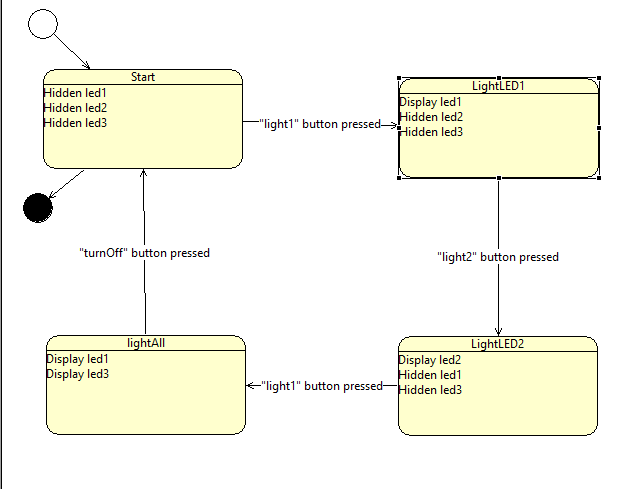 Start
Hidden led1
Hidden led2
Hidden led3
"light1" button pressed
LightLED1
Display led1
Hidden led2
Hidden led3
"turnOff" button pressed
"light2" button pressed
lightAll
Display led1
Display led3
"light1" button pressed
LightLED2
Display led2
Hidden led1
Hidden led3